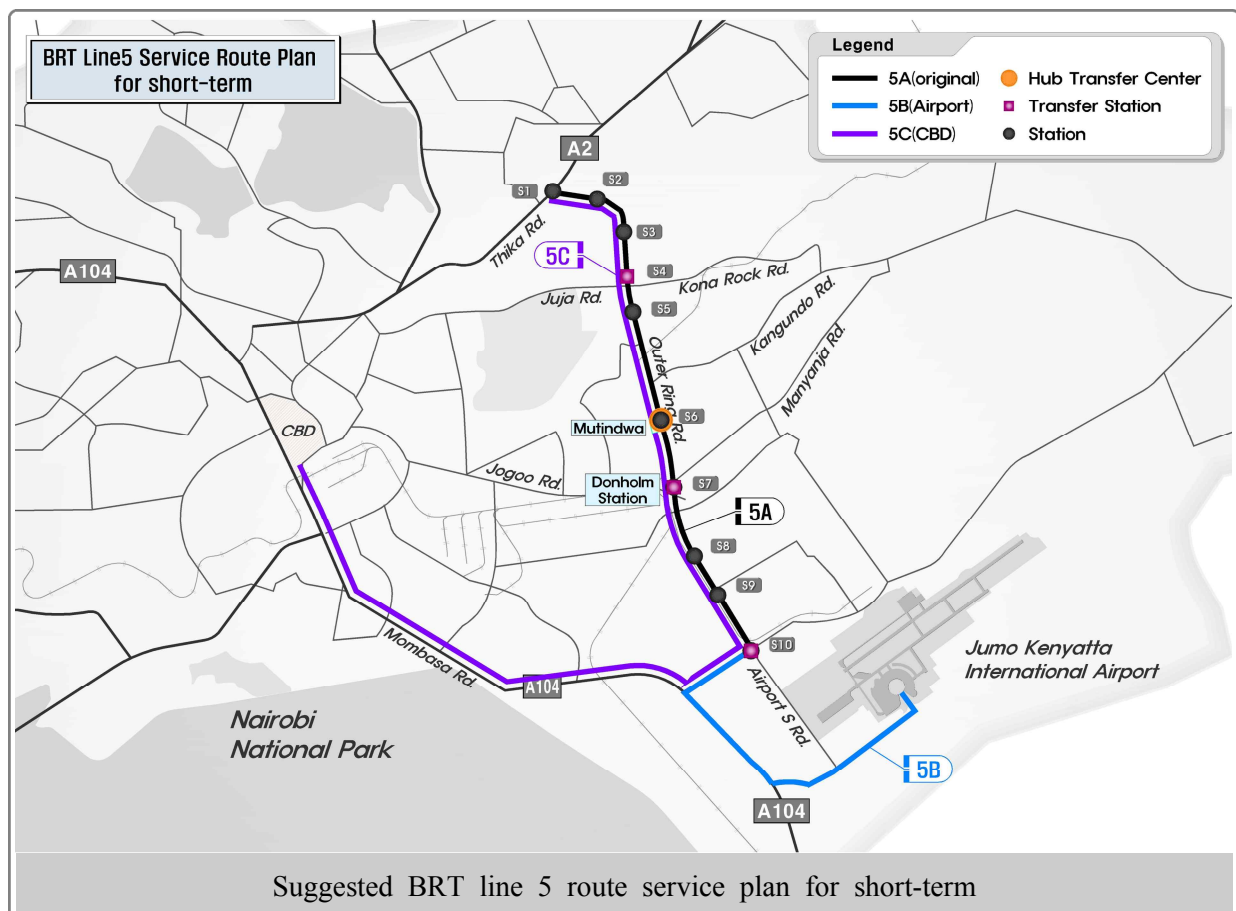 BRT Line5 Service Route Plan
for short-term
Legend
5A(original)
Hub Transfer Center
5B(Airport)
Transfer Station
5C(CBD)
Station
A2
S1
S2
S3
Thika Rd.
5C
S4
Kona Rock Rd.
A104
Juja Rd.
S5
Kangundo Rd.
Outer Ring Rd.
Manyanja Rd.
S6
Mutindwa
CBD
Jogoo Rd.
Donholm
Station
S7
5A
S8
S9
S10
Mombasa Rd.
A104
Airport S Rd.
Jumo Kenyatta
International Airport
Nairobi
National Park
5B
A104
Suggested BRT line 5 route service plan for short-term